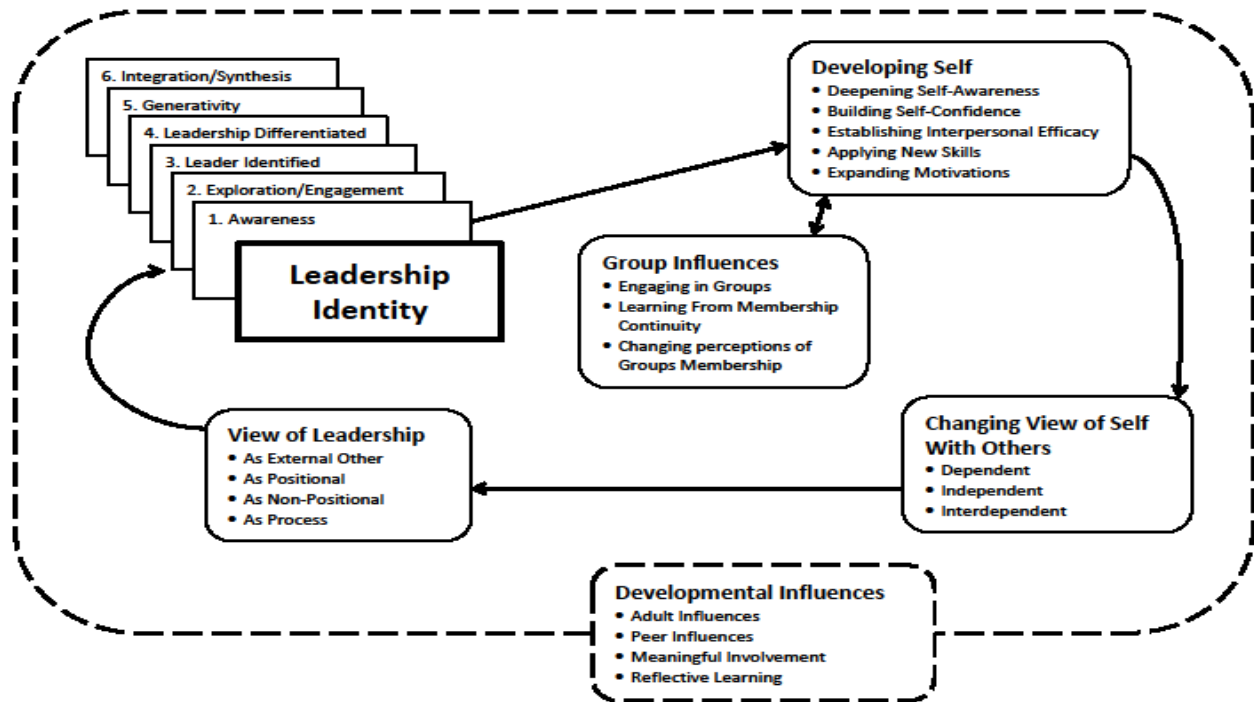 6. Integration/Synthesis
5. Generativity
4. Leadership Differentiated
3. Leader Identified
2. Exploration/Engagement
1. Awareness
Leadership
Identity
Developing Self
• Deepening Self-Awareness
• Building Self-Confidence
• Establishing Interpersonal Efficacy
• Applying New Skills
• Expanding Motivations
Group Influences
• Engaging in Groups
• Learning From Membership
Continuity
• Changing perceptions of
Groups Membership
Changing View of Self
With Others
• Dependent
• Independent
• Interdependent
View of Leadership
• As External Other
• As Positional
• As Non-Positional
• As Process
Developmental Influences
• Adult Influences
• Peer Influences
• Meaningful Involvement
• Reflective Learning